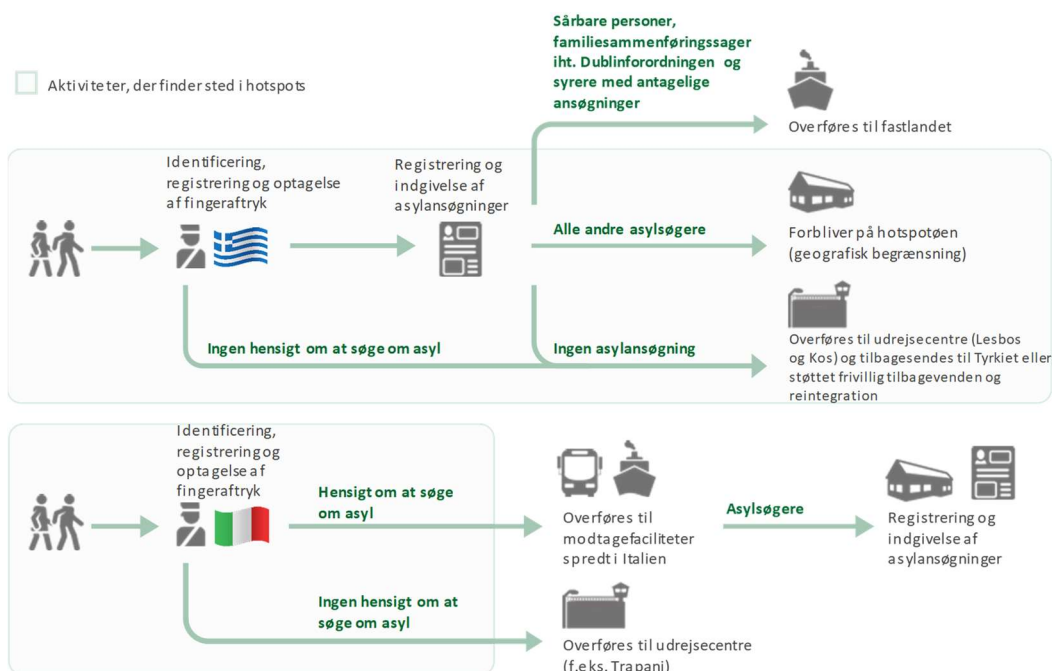 Sårbare personer,
familiesammenføringssager
iht. Dublinforordningen og
syrere med antagelige
ansøgninger
Aktiviteter, der finder sted i hotspots
Overføres til fastlandet
Identificering,
registrering og optagelse
af fingeraftryk
Registrering og
indgivelse af
asylansøgninger
Alle andre asylsøgere
Forbliver på hotspotøen
(geografisk begrænsning)
Ingen hensigt om at søge om asyl
Ingen asylansøgning
Overføres til udrejsecentre (Lesbos
og Kos) og tilbagesendes til Tyrkiet eller
støttet frivillig tilbagevenden og
reintegration
Identificering,
registrering og
optagelse af
fingeraftryk
Hensigt om at søge
om asyl
Overføres til
modtagefaciliteter
spredt i Italien
Asylsøgere
Registrering og
indgivelse af
asylansøgninger
Ingen hensigt om at
søge om asyl
Overføres til udrejsecentre
(f.eks. Trapani)